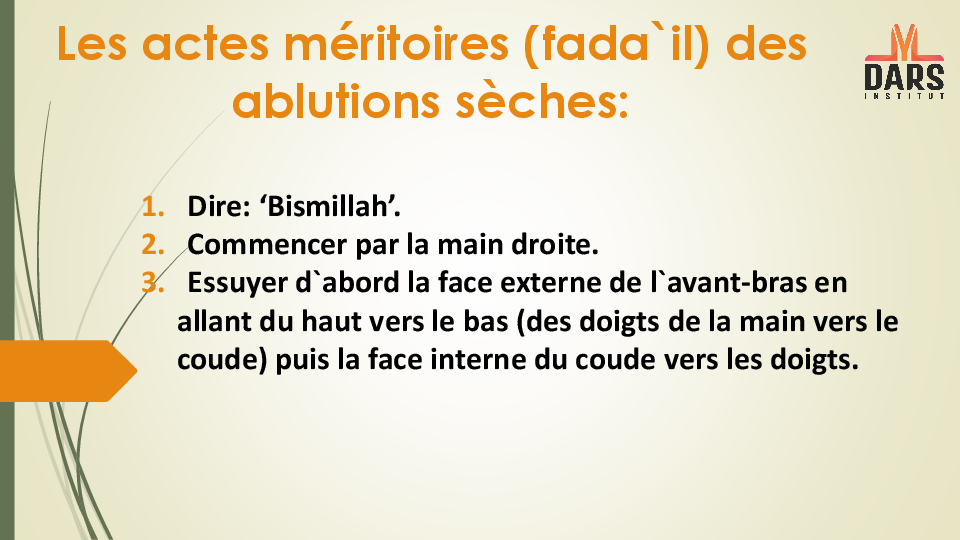 Les actes méritoires (fada`il) des
ablutions sèches:
DARS
INSTITUT
1. Dire: ‘Bismillah’.
2. Commencer par la main droite.
3. Essuyer d`abord la face externe de l`avant-bras en
allant du haut vers le bas (des doigts de la main vers le
coude) puis la face interne du coude vers les doigts.